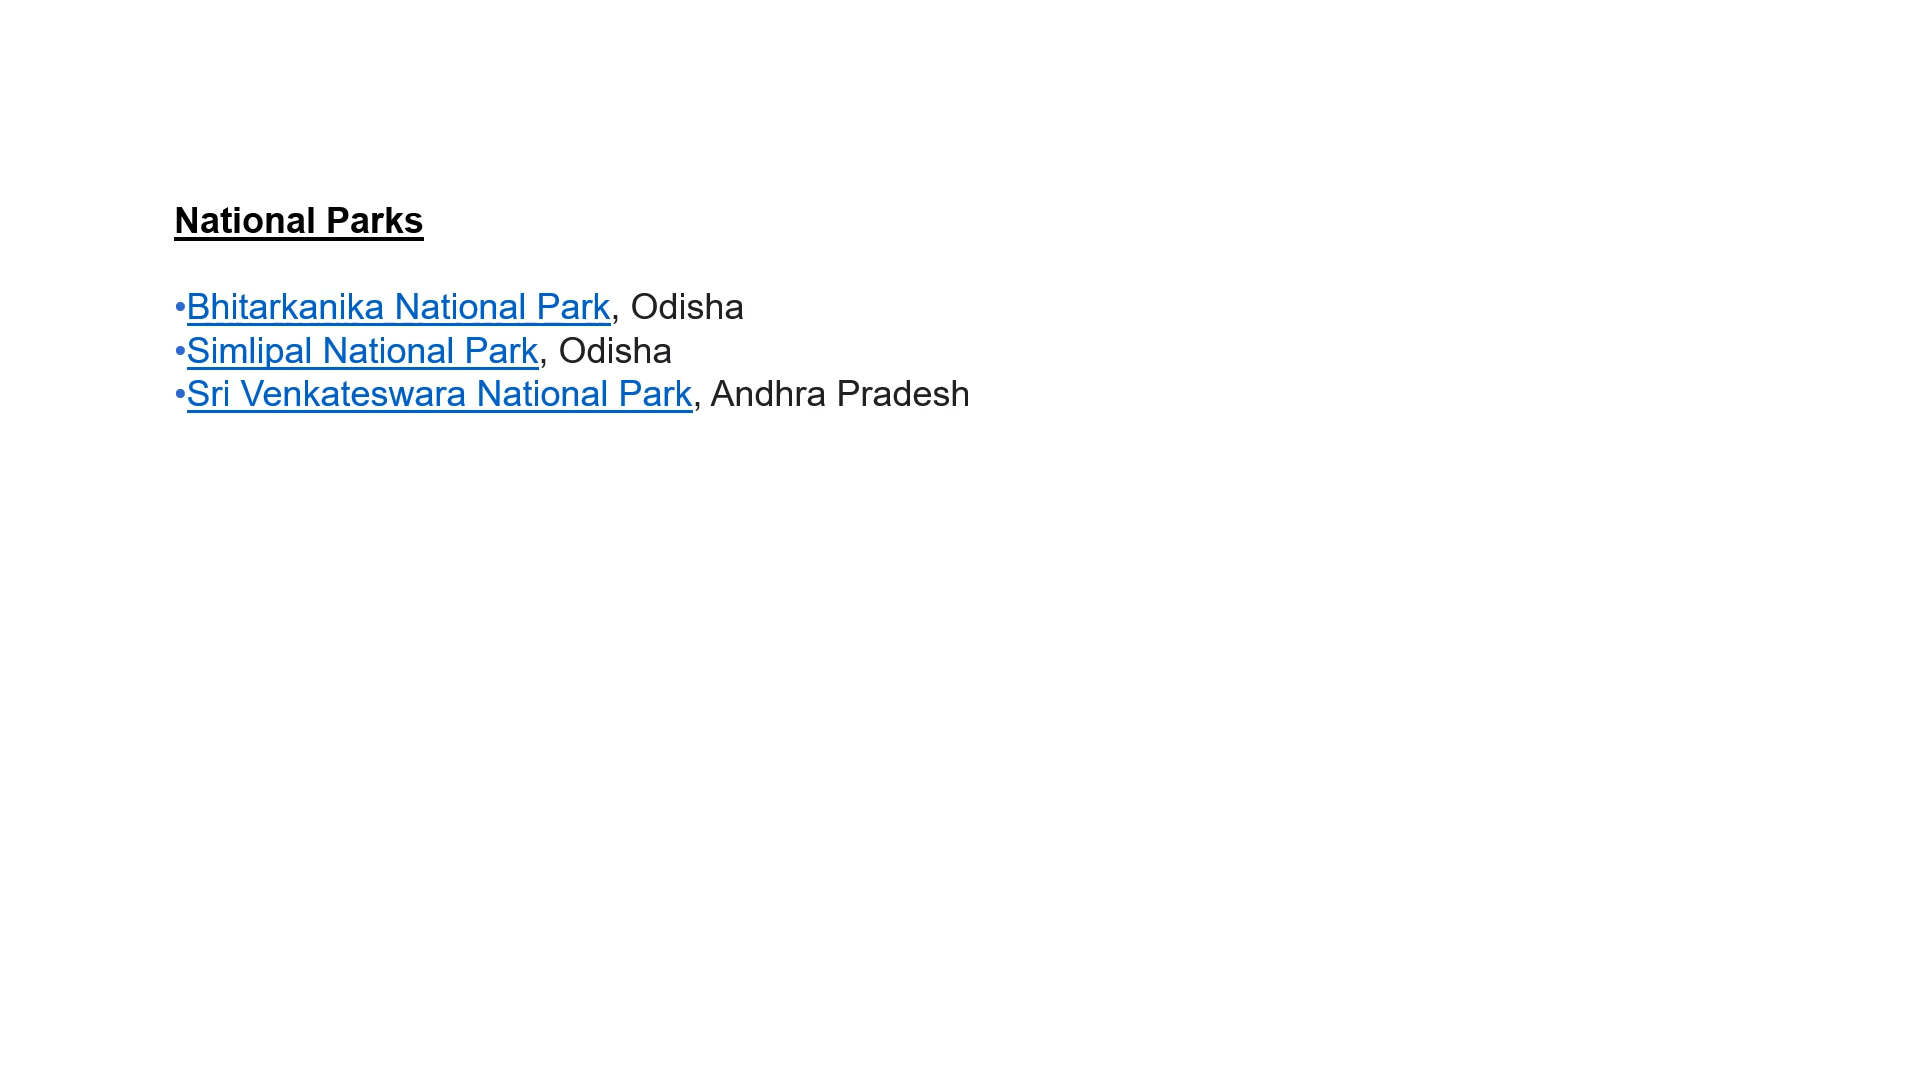 National Parks
•Bhitarkanika National Park, Odisha
•Simlipal National Park, Odisha
•Sri Venkateswara National Park, Andhra Pradesh